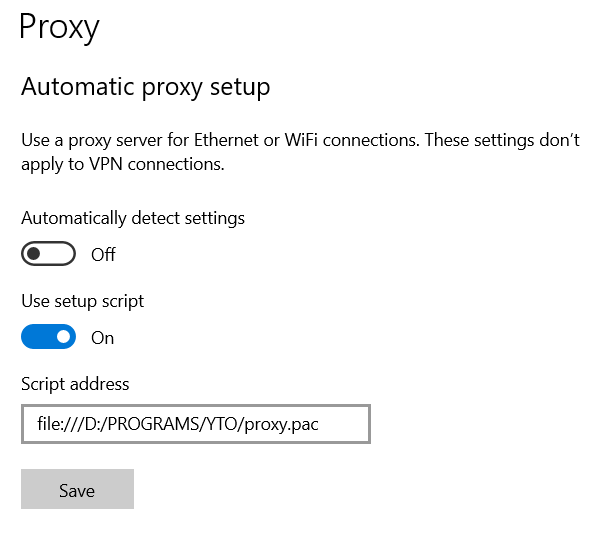 Proxy
Automatic proxy setup
Use a proxy server for Ethernet or WiFi connections. These settings don't
apply to VPN connections.
Automatically detect settings
Off
Use setup script
On
Script address
file:///D:/PROGRAMS/YTO/proxy.pac
Save